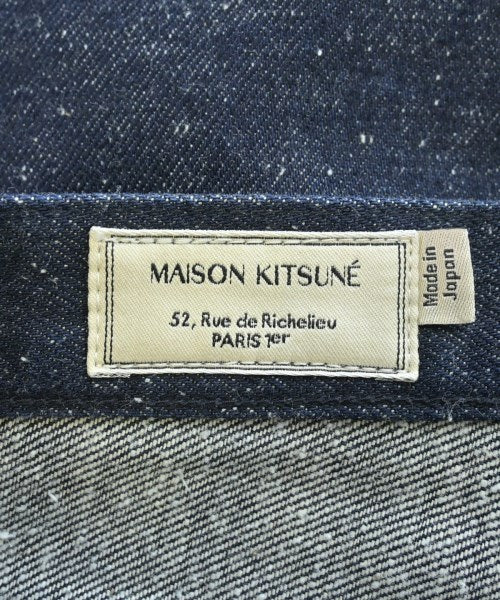 MAISON KITSUNÉ
52, Rue de Richelieu
PARIS 1er
Made in
Japan